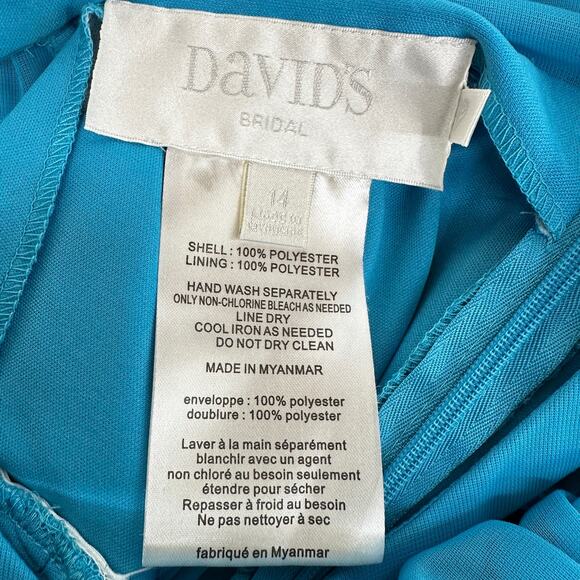 DaVID'S
BRIDAL
14
Made in
SHELL : 100% POLYESTER
LINING : 100% POLYESTER
HAND WASH SEPARATELY
ONLY NON-CHLORINE BLEACH AS NEEDED
LINE DRY
COOL IRON AS NEEDED
DO NOT DRY CLEAN
MADE IN MYANMAR
enveloppe : 100% polyester
doublure : 100% polyester
Laver à la main séparément
blanchlr avec un agent
non chloré au besoin seulement
étendre pour sécher
Repasser à froid au besoin
Ne pas nettoyer à sec
fabriqué en Myanmar